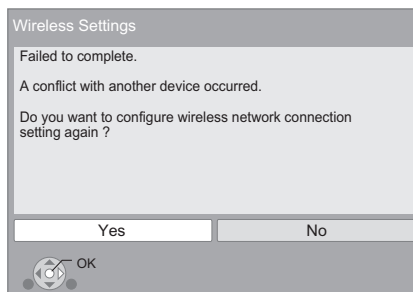 Wireless Settings
Failed to complete.
A conflict with another device occurred.
Do you want to configure wireless network connection
setting again ?
Yes No
OK